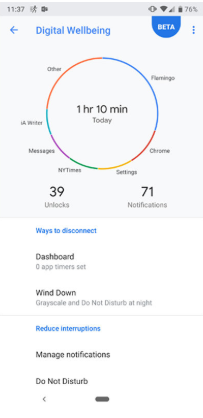 11:37
76%
BETA
Digital Wellbeing
Other
Flamingo
1 hr 10 min
Today
iA Writer
Messages
Chrome
NYTimes
Settings
39
71
Unlocks
Notifications
Ways to disconnect
Dashboard
0 app timers set
Wind Down
Grayscale and Do Not Disturb at night
Reduce interruptions
Manage notifications
Do Not Disturb